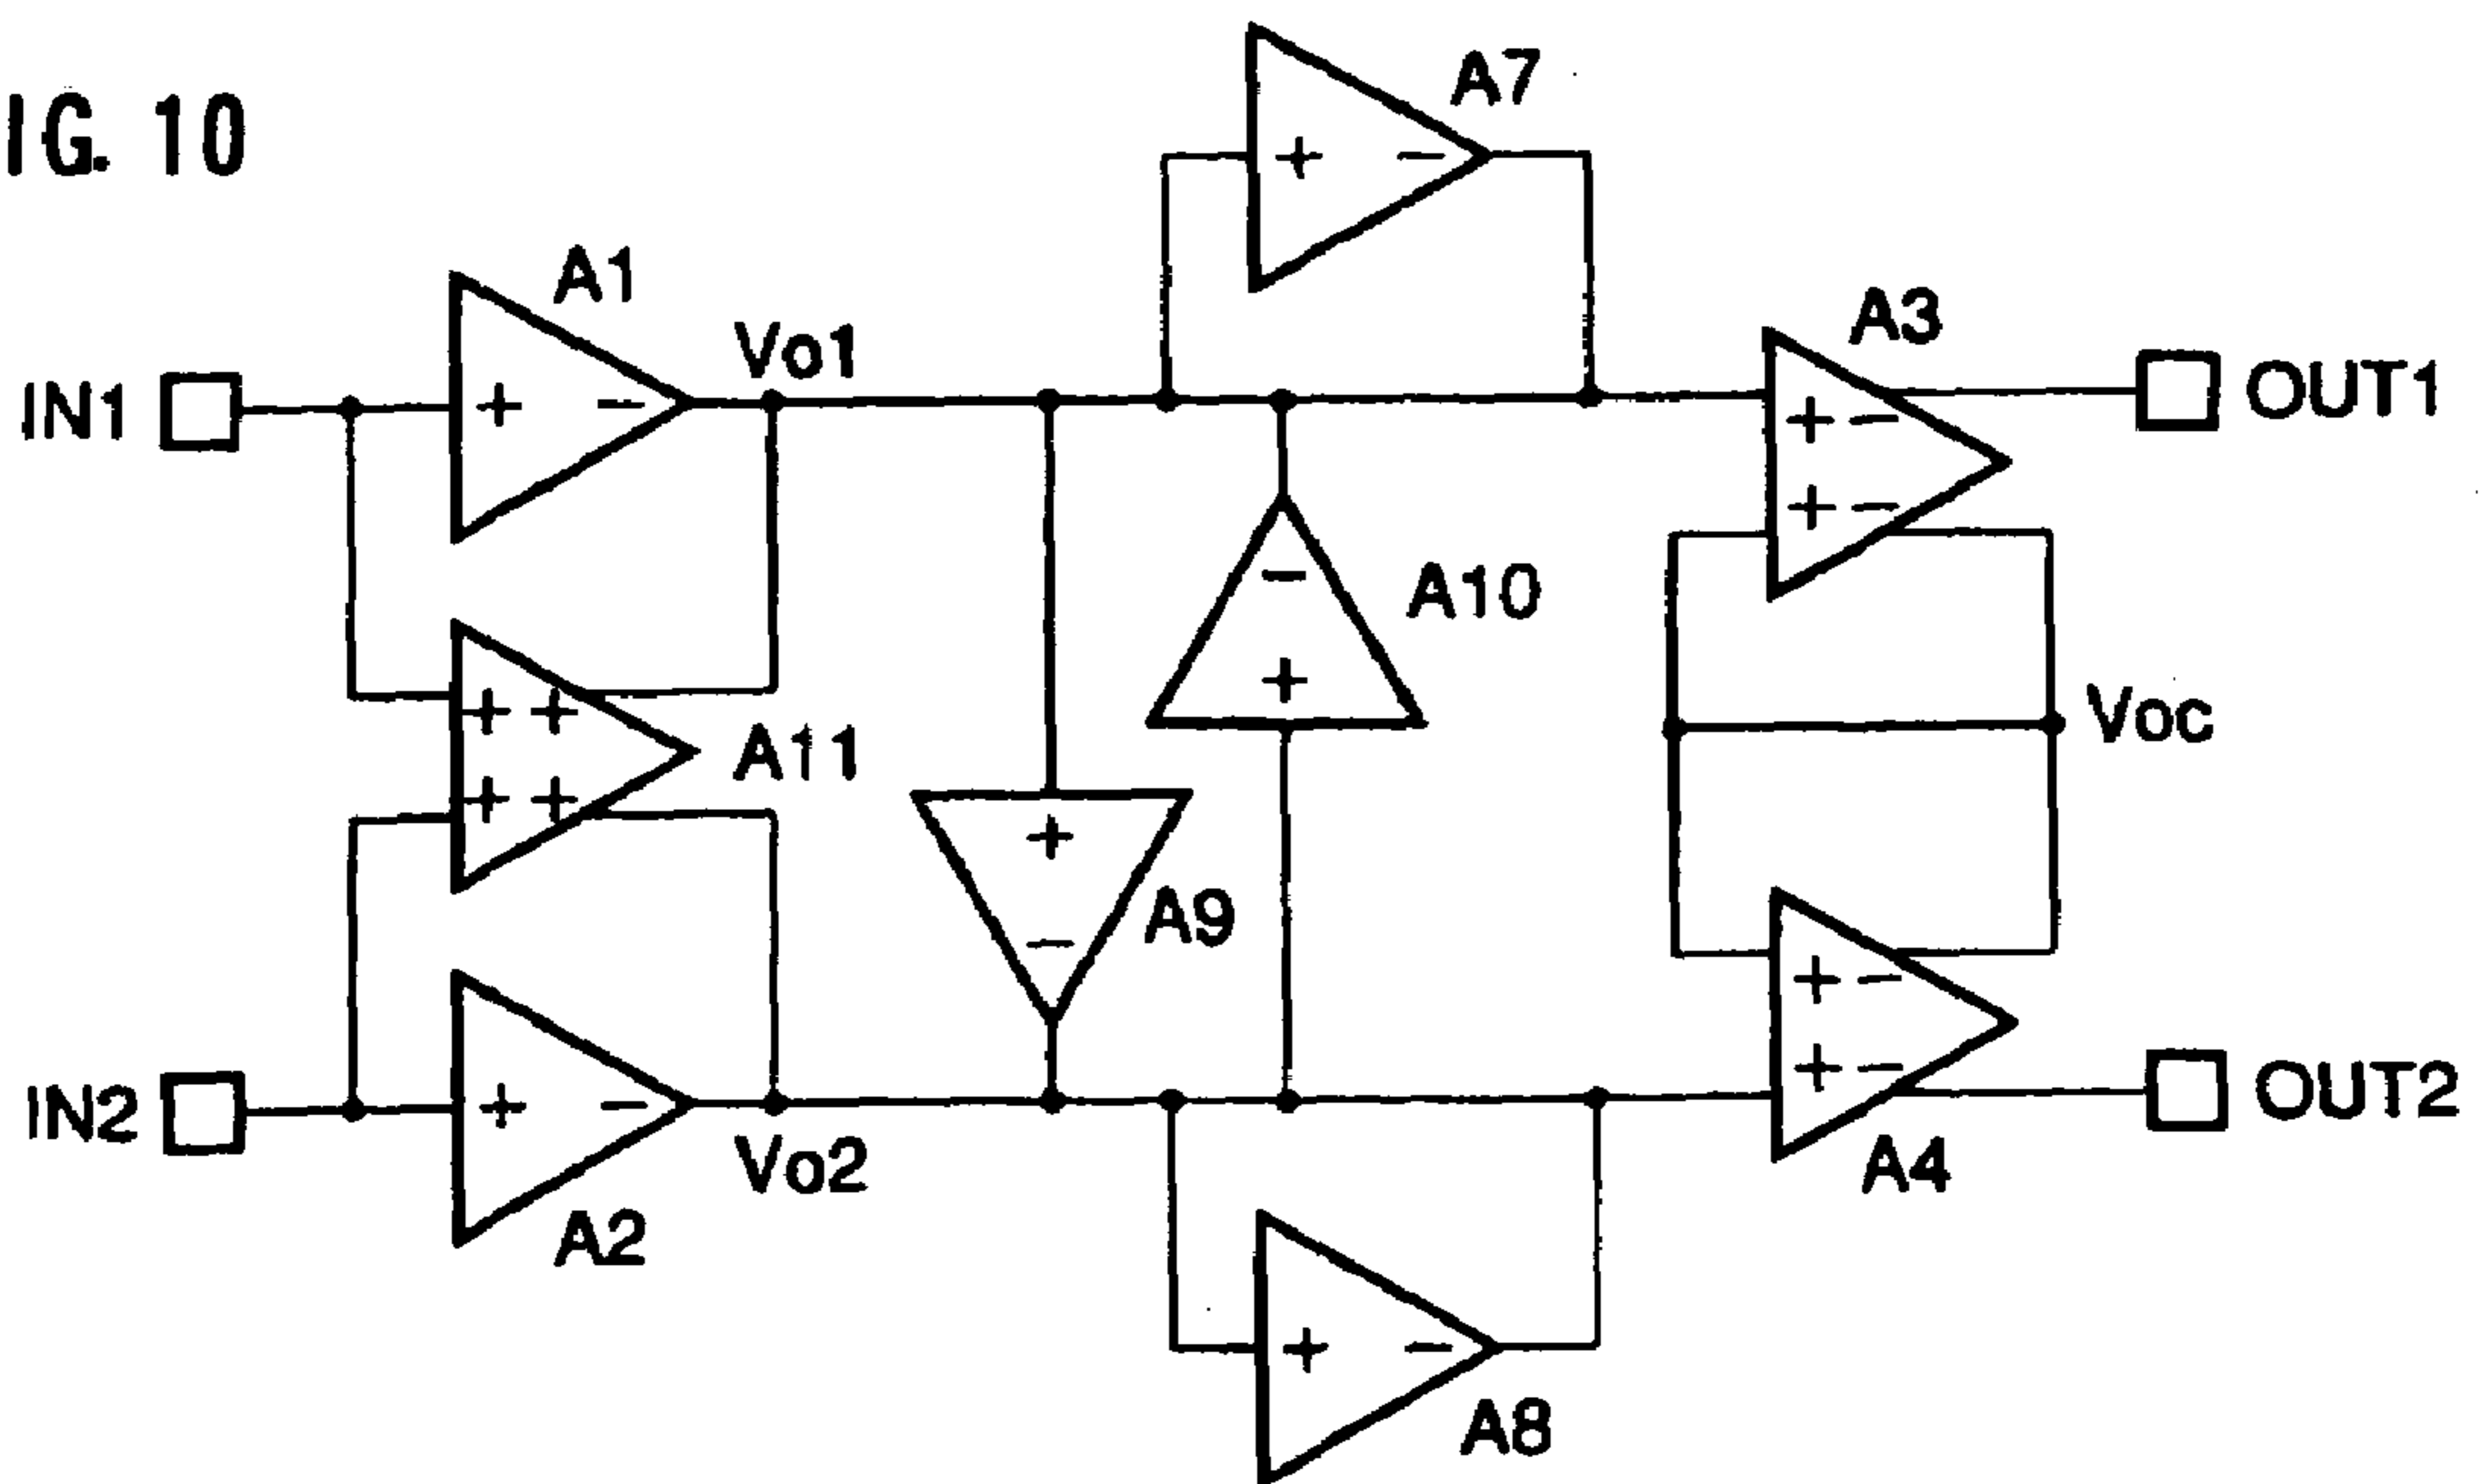 IG. 10
A7
A1
Vo1
A3
IN1
+ −
+ −
OUT1
+ −
+ −
−
A10
+
+ +
A11
Voc
+ +
+
A9
−
+ −
IN2
+ −
+ −
OUT2
Vo2
A4
A2
+ −
A8